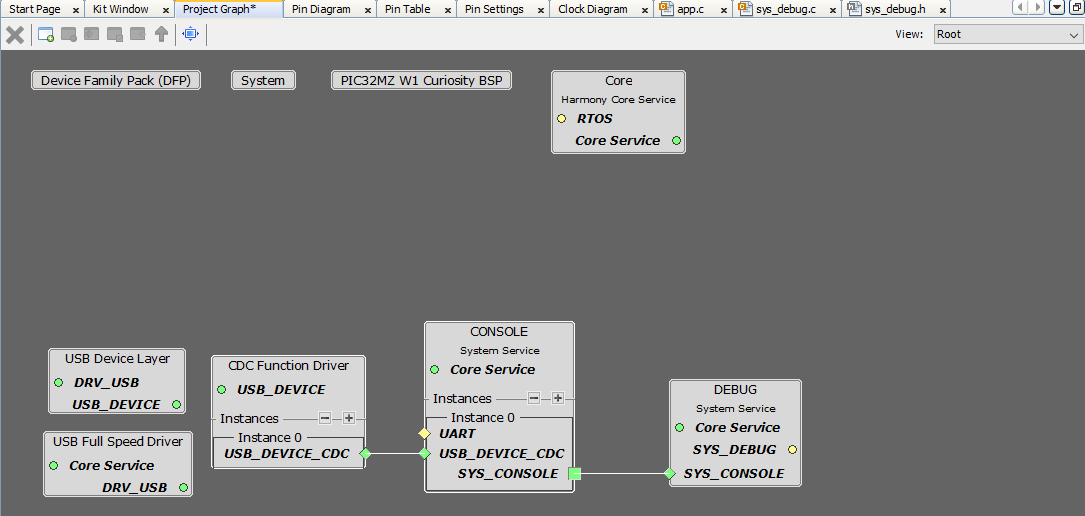 Start Page
Kit Window
Project Graph*
Pin Diagram
Pin Table
Pin Settings
Clock Diagram
app.c
sys_debug.c
sys_debug.h
View: Root
Device Family Pack (DFP)
System
PIC32MZ W1 Curiosity BSP
Core
Harmony Core Service
RTOS
Core Service
USB Device Layer
DRV_USB
USB_DEVICE
USB Full Speed Driver
Core Service
DRV_USB
CDC Function Driver
USB_DEVICE
Instances
Instance 0
USB_DEVICE_CDC
CONSOLE
System Service
Core Service
Instances
Instance 0
UART
USB_DEVICE_CDC
SYS_CONSOLE
DEBUG
System Service
Core Service
SYS_DEBUG
SYS_CONSOLE